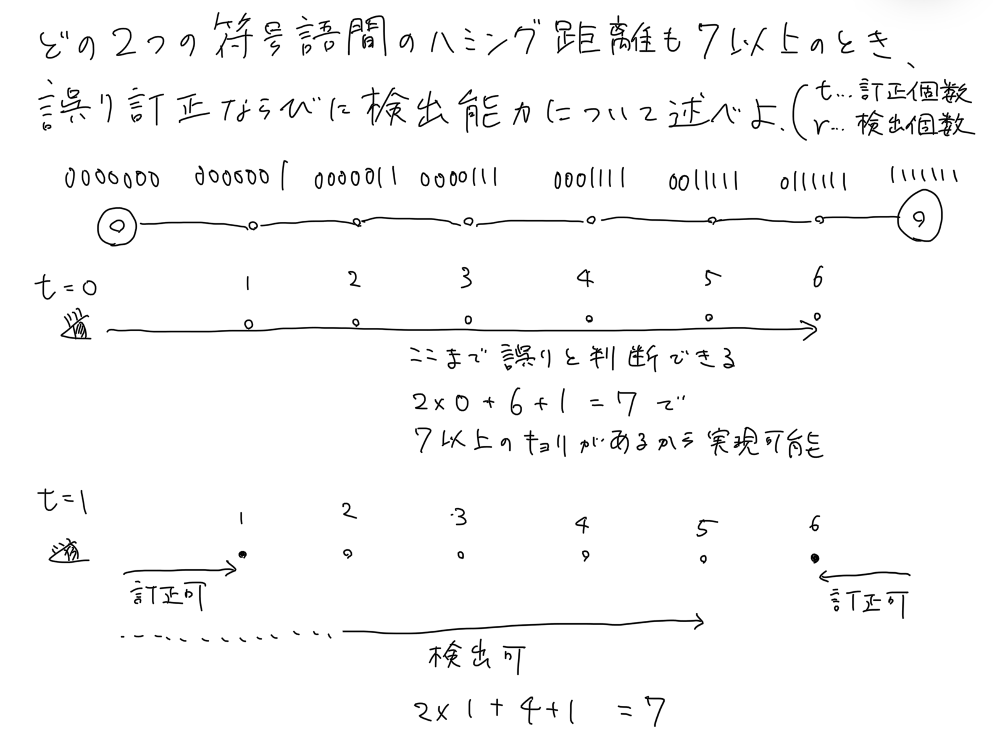 どの2つの符号語間のハミング距離も7以上のとき、
誤り訂正ならびに検出能力について述べよ.
(t…訂正個数
r…検出個数
0000000 0000001 0000011 0000111 0001111 0011111 0111111 1111111
t=0 1 2 3 4 5 6
ここまで誤りと判断できる
2×0+6+1=7で
7以上のキョリがあるから実現可能
t=1
1 2 3 4 5 6
訂正可 訂正可
検出可
2×1+4+1 =7